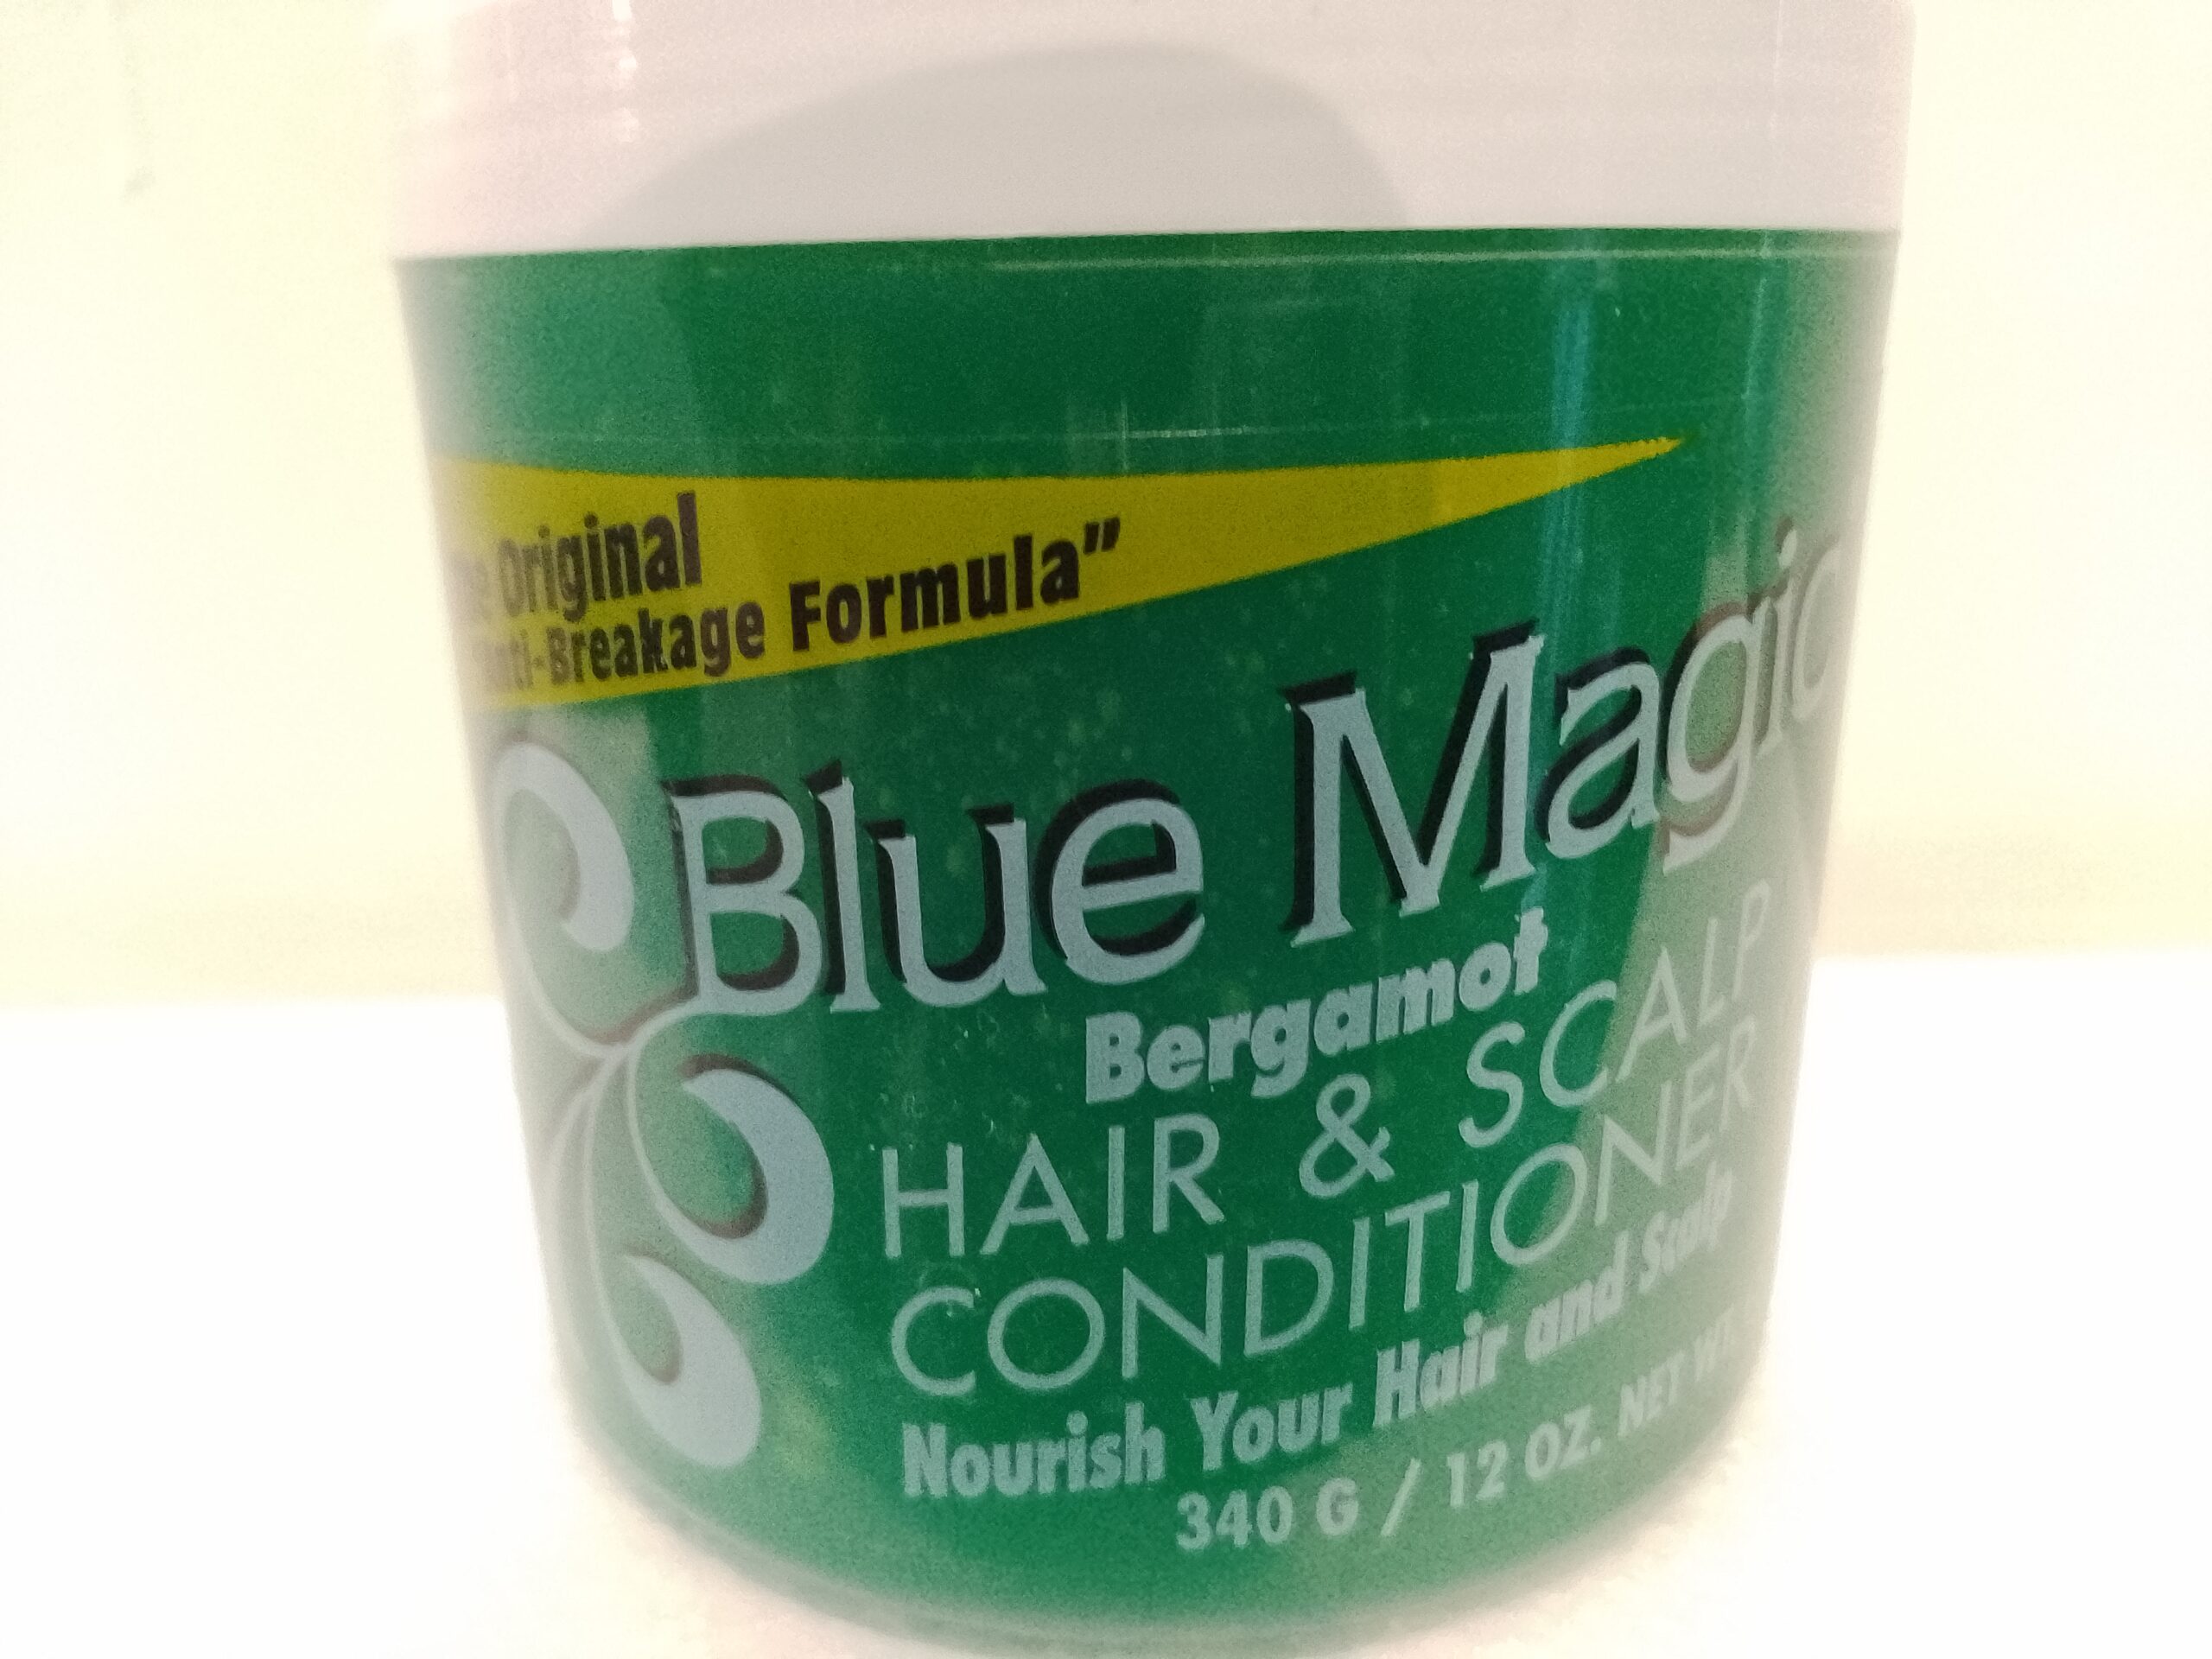 Original
Anti-Breakage Formula”
Blue Magic
Bergamot
HAIR & SCALP
CONDITIONER
Nourish Your Hair and Scalp
340 G / 12 OZ. NET WT